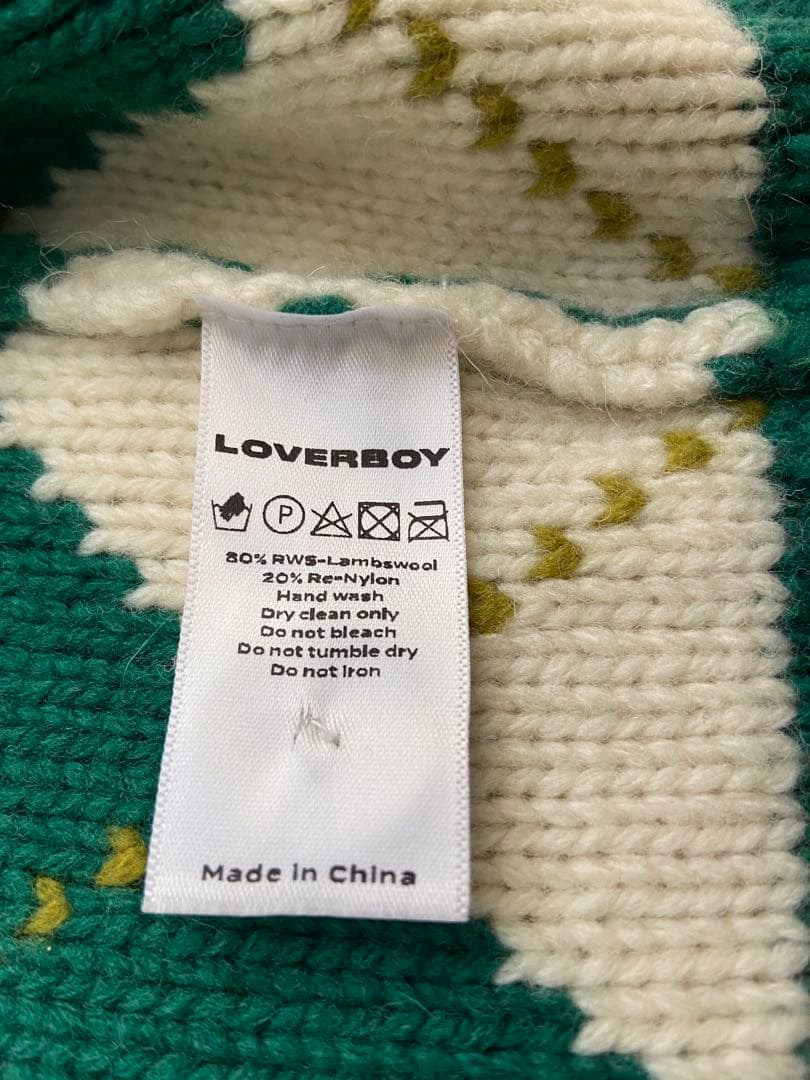 LOVERBOY
P
80% RWS-Lambswool
20% Re-Nylon
Hand wash
Dry clean only
Do not bleach
Do not tumble dry
Do not iron
Made in China